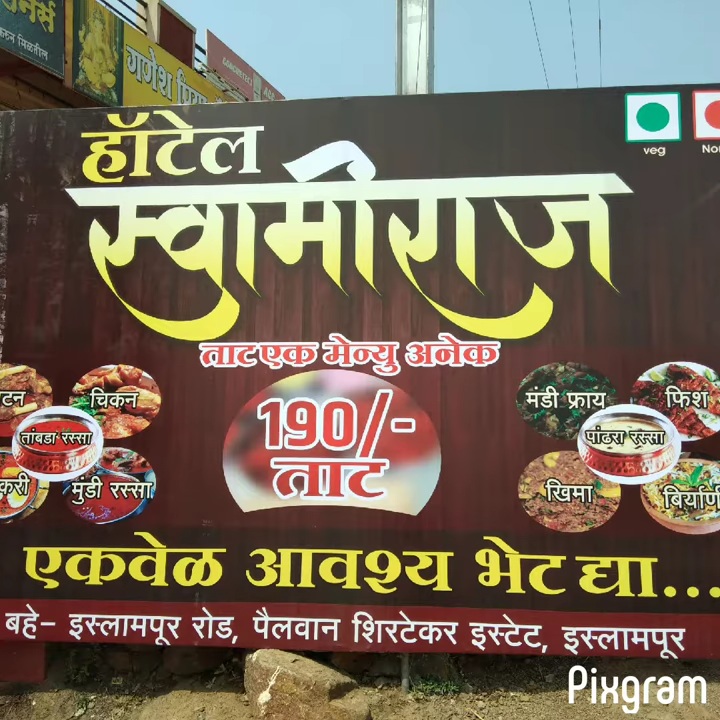 गणेश
CONCRETECH
हॉटेल
veg
स्वामीराज
ताट एक मेन्यु अनेक
190/-
ताट
चिकन
तांबडा रस्सा
मुंडी रस्सा
मंडी फ्राय
फिश
पांढरा रस्सा
खिमा
एकवेळ आवश्य भेट द्या...
बहे- इस्लामपूर रोड, पैलवान शिरटेकर इस्टेट, इस्लामपूर
Pixgram